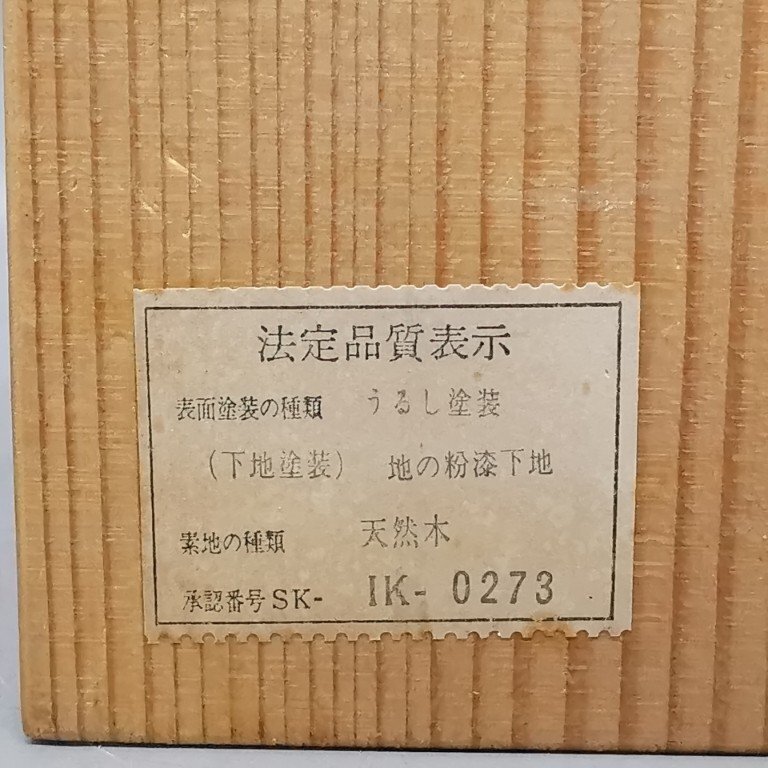 法定品質表示
表面塗装の種類 うるし塗装
(下地塗装) 地の粉漆下地
素地の種類 天然木
承認番号 SK- IK- 0273